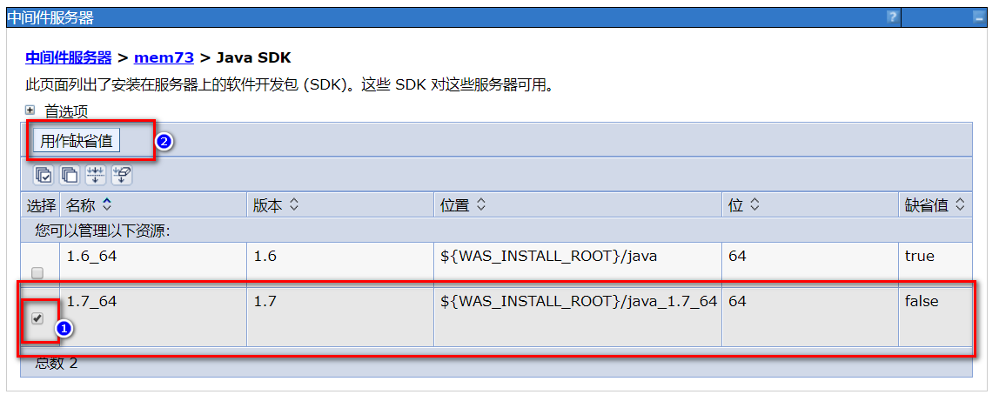 中间件服务器 ?
中间件服务器 > mem73 > Java SDK
此页面列出了安装在服务器上的软件开发包 (SDK)。这些 SDK 对这些服务器可用。
首选项
用作缺省值 2
选择 名称 版本 位置 位 缺省值
您可以管理以下资源:
1.6_64 1.6 ${WAS_INSTALL_ROOT}/java 64 true
1.7_64 1.7 ${WAS_INSTALL_ROOT}/java_1.7_64 64 false
1
总数 2